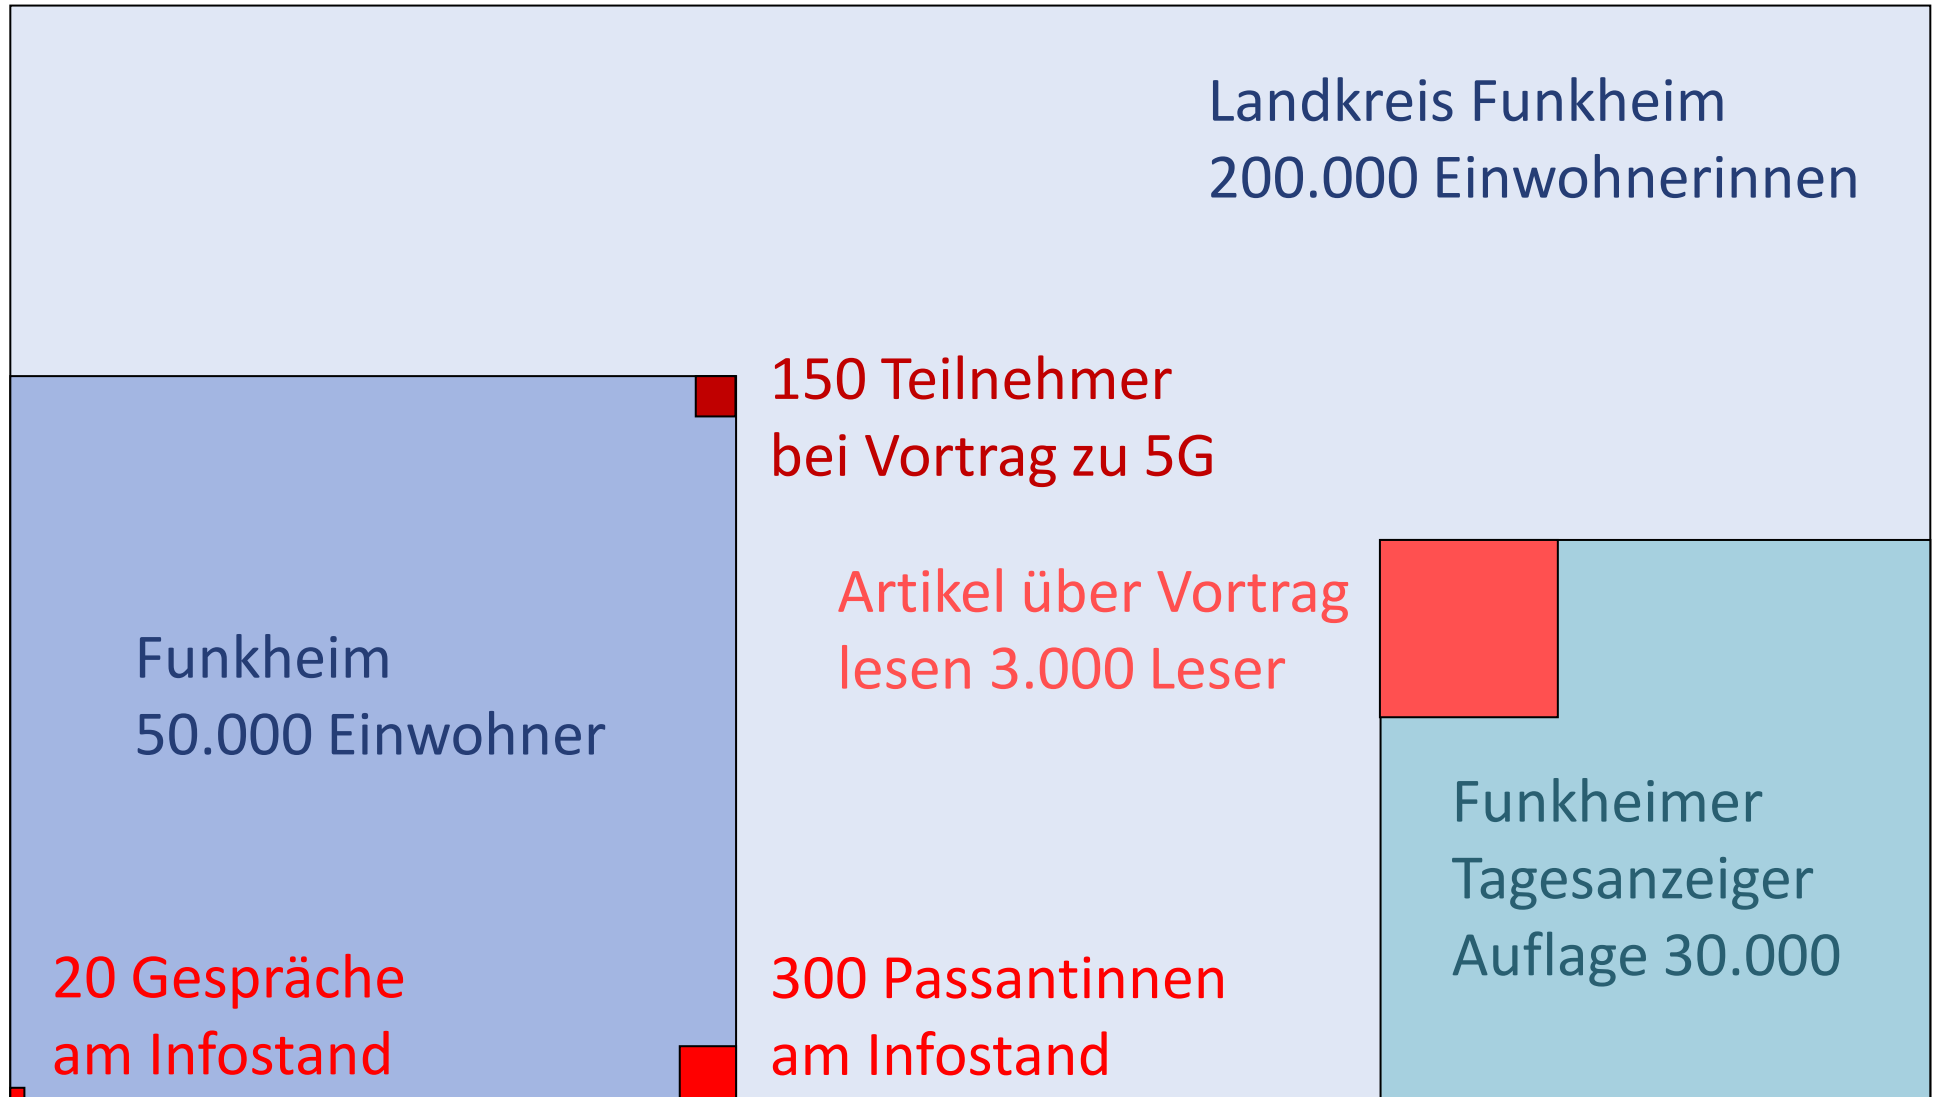 Landkreis Funkheim
200.000 Einwohnerinnen
150 Teilnehmer
bei Vortrag zu 5G
Artikel über Vortrag
lesen 3.000 Leser
Funkheim
50.000 Einwohner
Funkheimer
Tagesanzeiger
Auflage 30.000
20 Gespräche
am Infostand
300 Passantinnen
am Infostand